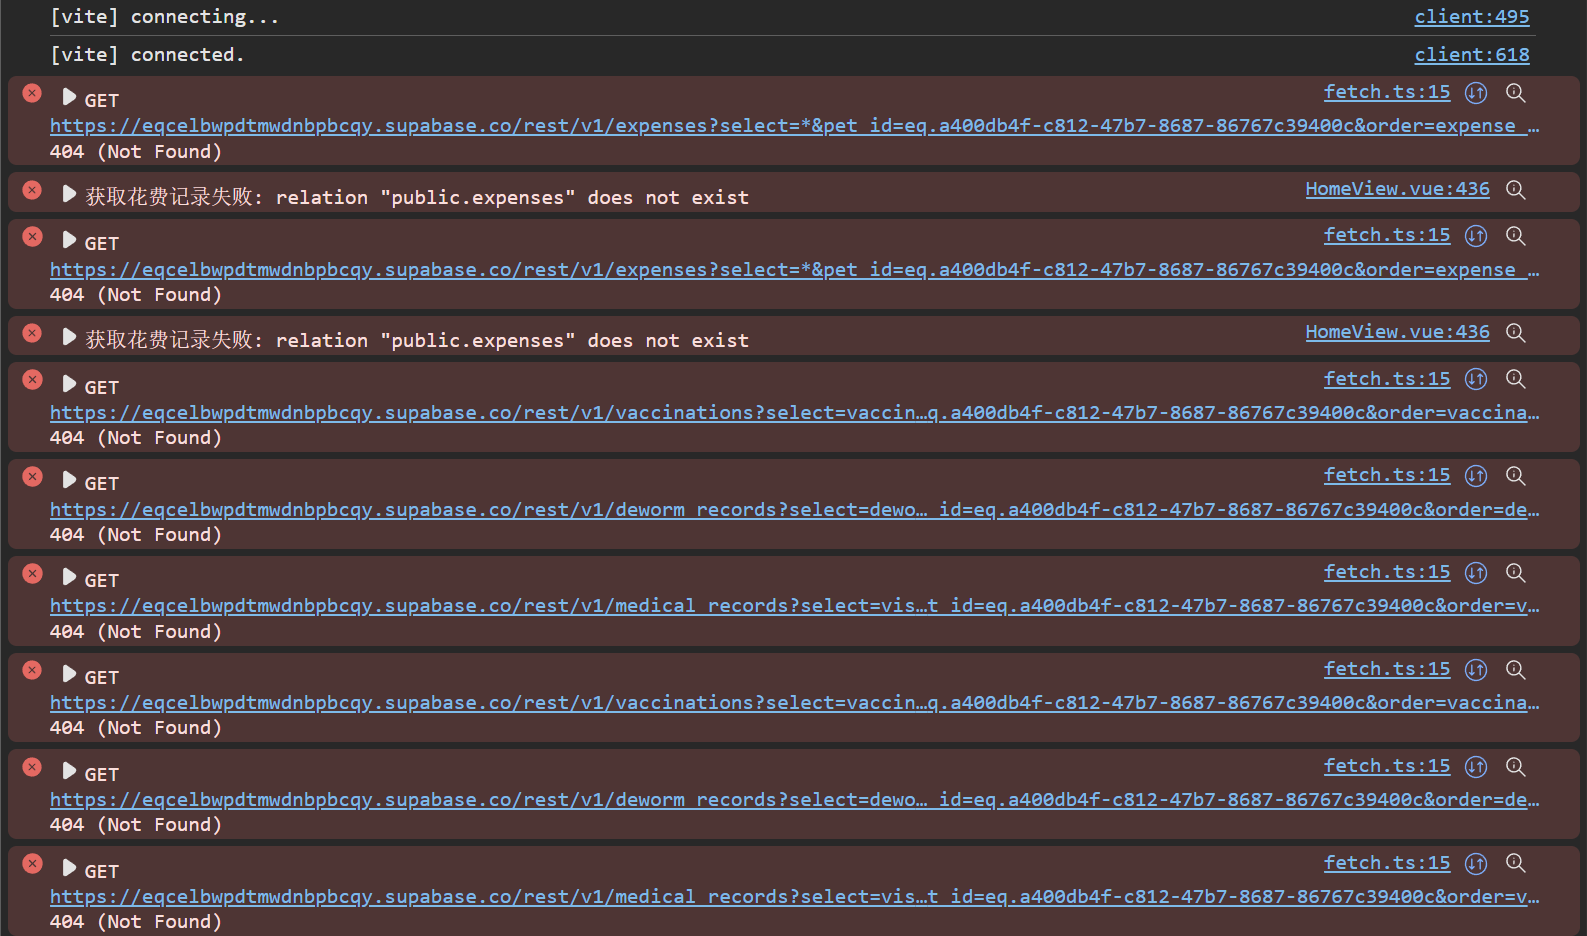 [vite] connecting... client:495
[vite] connected. client:618
GET fetch.ts:15
https://eqcelbwpdtmwdnbpbcqy.supabase.co/rest/v1/expenses?select=*&pet_id=eq.a400db4f-c812-47b7-8687-86767c39400c&order=expense_…
404 (Not Found)
获取花费记录失败: relation "public.expenses" does not exist HomeView.vue:436
GET fetch.ts:15
https://eqcelbwpdtmwdnbpbcqy.supabase.co/rest/v1/expenses?select=*&pet_id=eq.a400db4f-c812-47b7-8687-86767c39400c&order=expense_…
404 (Not Found)
获取花费记录失败: relation "public.expenses" does not exist HomeView.vue:436
GET fetch.ts:15
https://eqcelbwpdtmwdnbpbcqy.supabase.co/rest/v1/vaccinations?select=vaccin…q.a400db4f-c812-47b7-8687-86767c39400c&order=vaccina…
404 (Not Found)
GET fetch.ts:15
https://eqcelbwpdtmwdnbpbcqy.supabase.co/rest/v1/deworm_records?select=dewo…_id=eq.a400db4f-c812-47b7-8687-86767c39400c&order=de…
404 (Not Found)
GET fetch.ts:15
https://eqcelbwpdtmwdnbpbcqy.supabase.co/rest/v1/medical_records?select=vis…t_id=eq.a400db4f-c812-47b7-8687-86767c39400c&order=v…
404 (Not Found)
GET fetch.ts:15
https://eqcelbwpdtmwdnbpbcqy.supabase.co/rest/v1/vaccinations?select=vaccin…q.a400db4f-c812-47b7-8687-86767c39400c&order=vaccina…
404 (Not Found)
GET fetch.ts:15
https://eqcelbwpdtmwdnbpbcqy.supabase.co/rest/v1/deworm_records?select=dewo…_id=eq.a400db4f-c812-47b7-8687-86767c39400c&order=de…
404 (Not Found)
GET fetch.ts:15
https://eqcelbwpdtmwdnbpbcqy.supabase.co/rest/v1/medical_records?select=vis…t_id=eq.a400db4f-c812-47b7-8687-86767c39400c&order=v…
404 (Not Found)